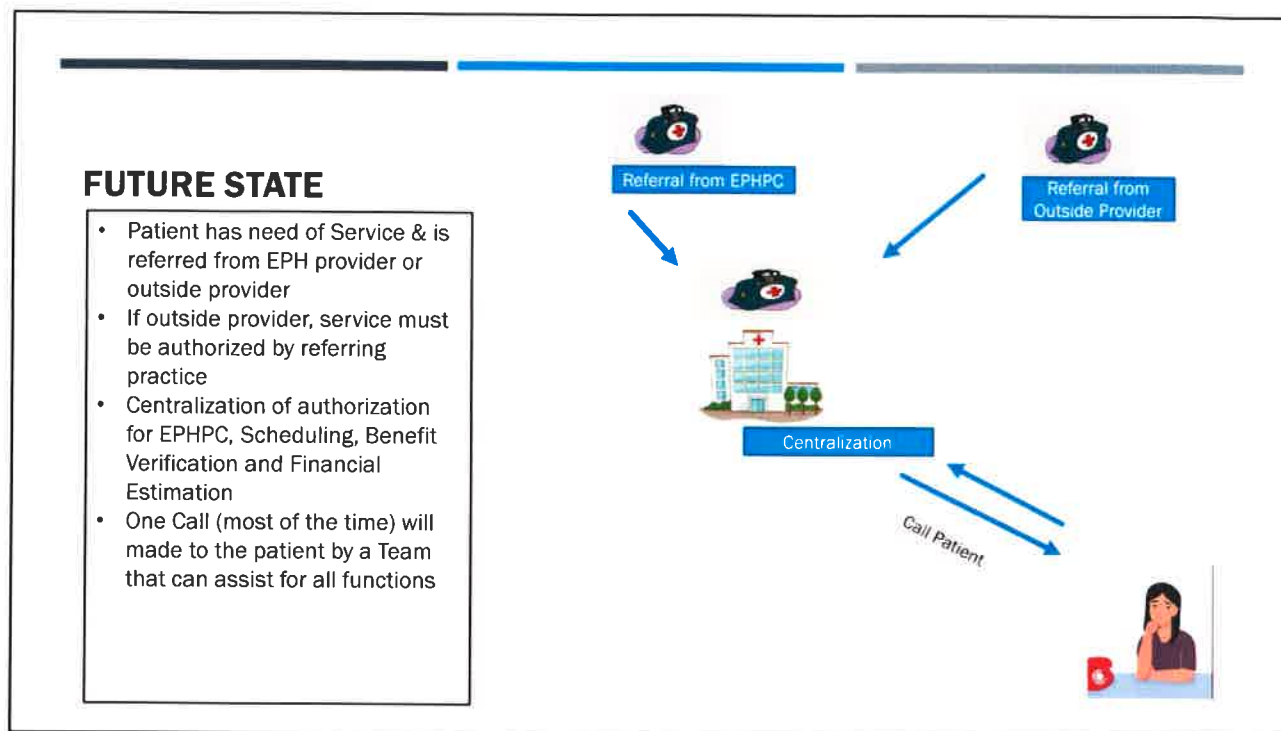 FUTURE STATE
• Patient has need of Service & is
referred from EPH provider or
outside provider
• If outside provider, service must
be authorized by referring
practice
• Centralization of authorization
for EPHPC, Scheduling, Benefit
Verification and Financial
Estimation
• One Call (most of the time) will
made to the patient by a Team
that can assist for all functions
Referral from EPHPC
Referral from
Outside Provider
Centralization
Call Patient